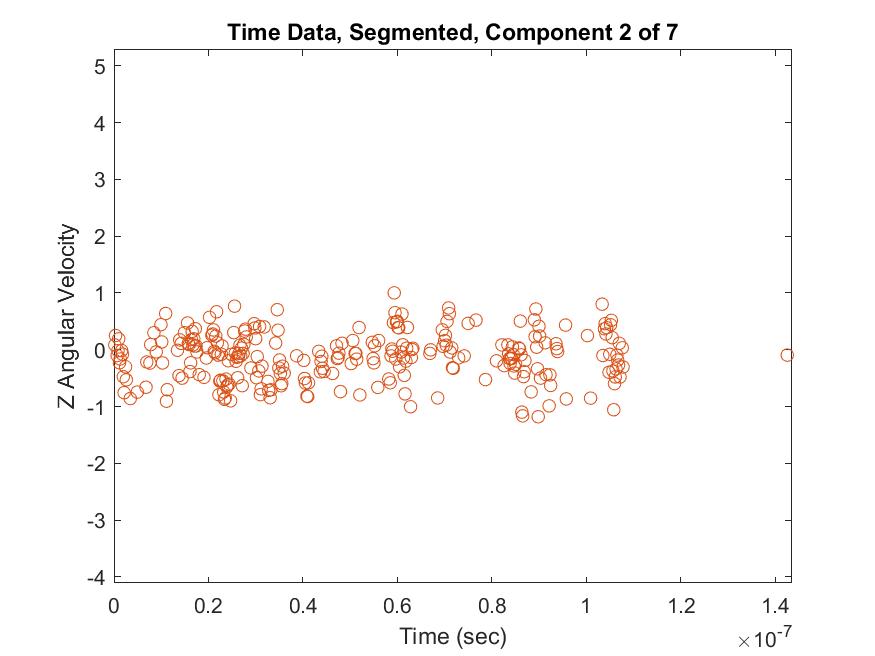 Time Data, Segmented, Component 2 of 7
5
4
3
2
1
0
-1
-2
-3
-4
Z Angular Velocity
0 0.2 0.4 0.6 0.8 1 1.2 1.4
Time (sec)
×10⁻⁷